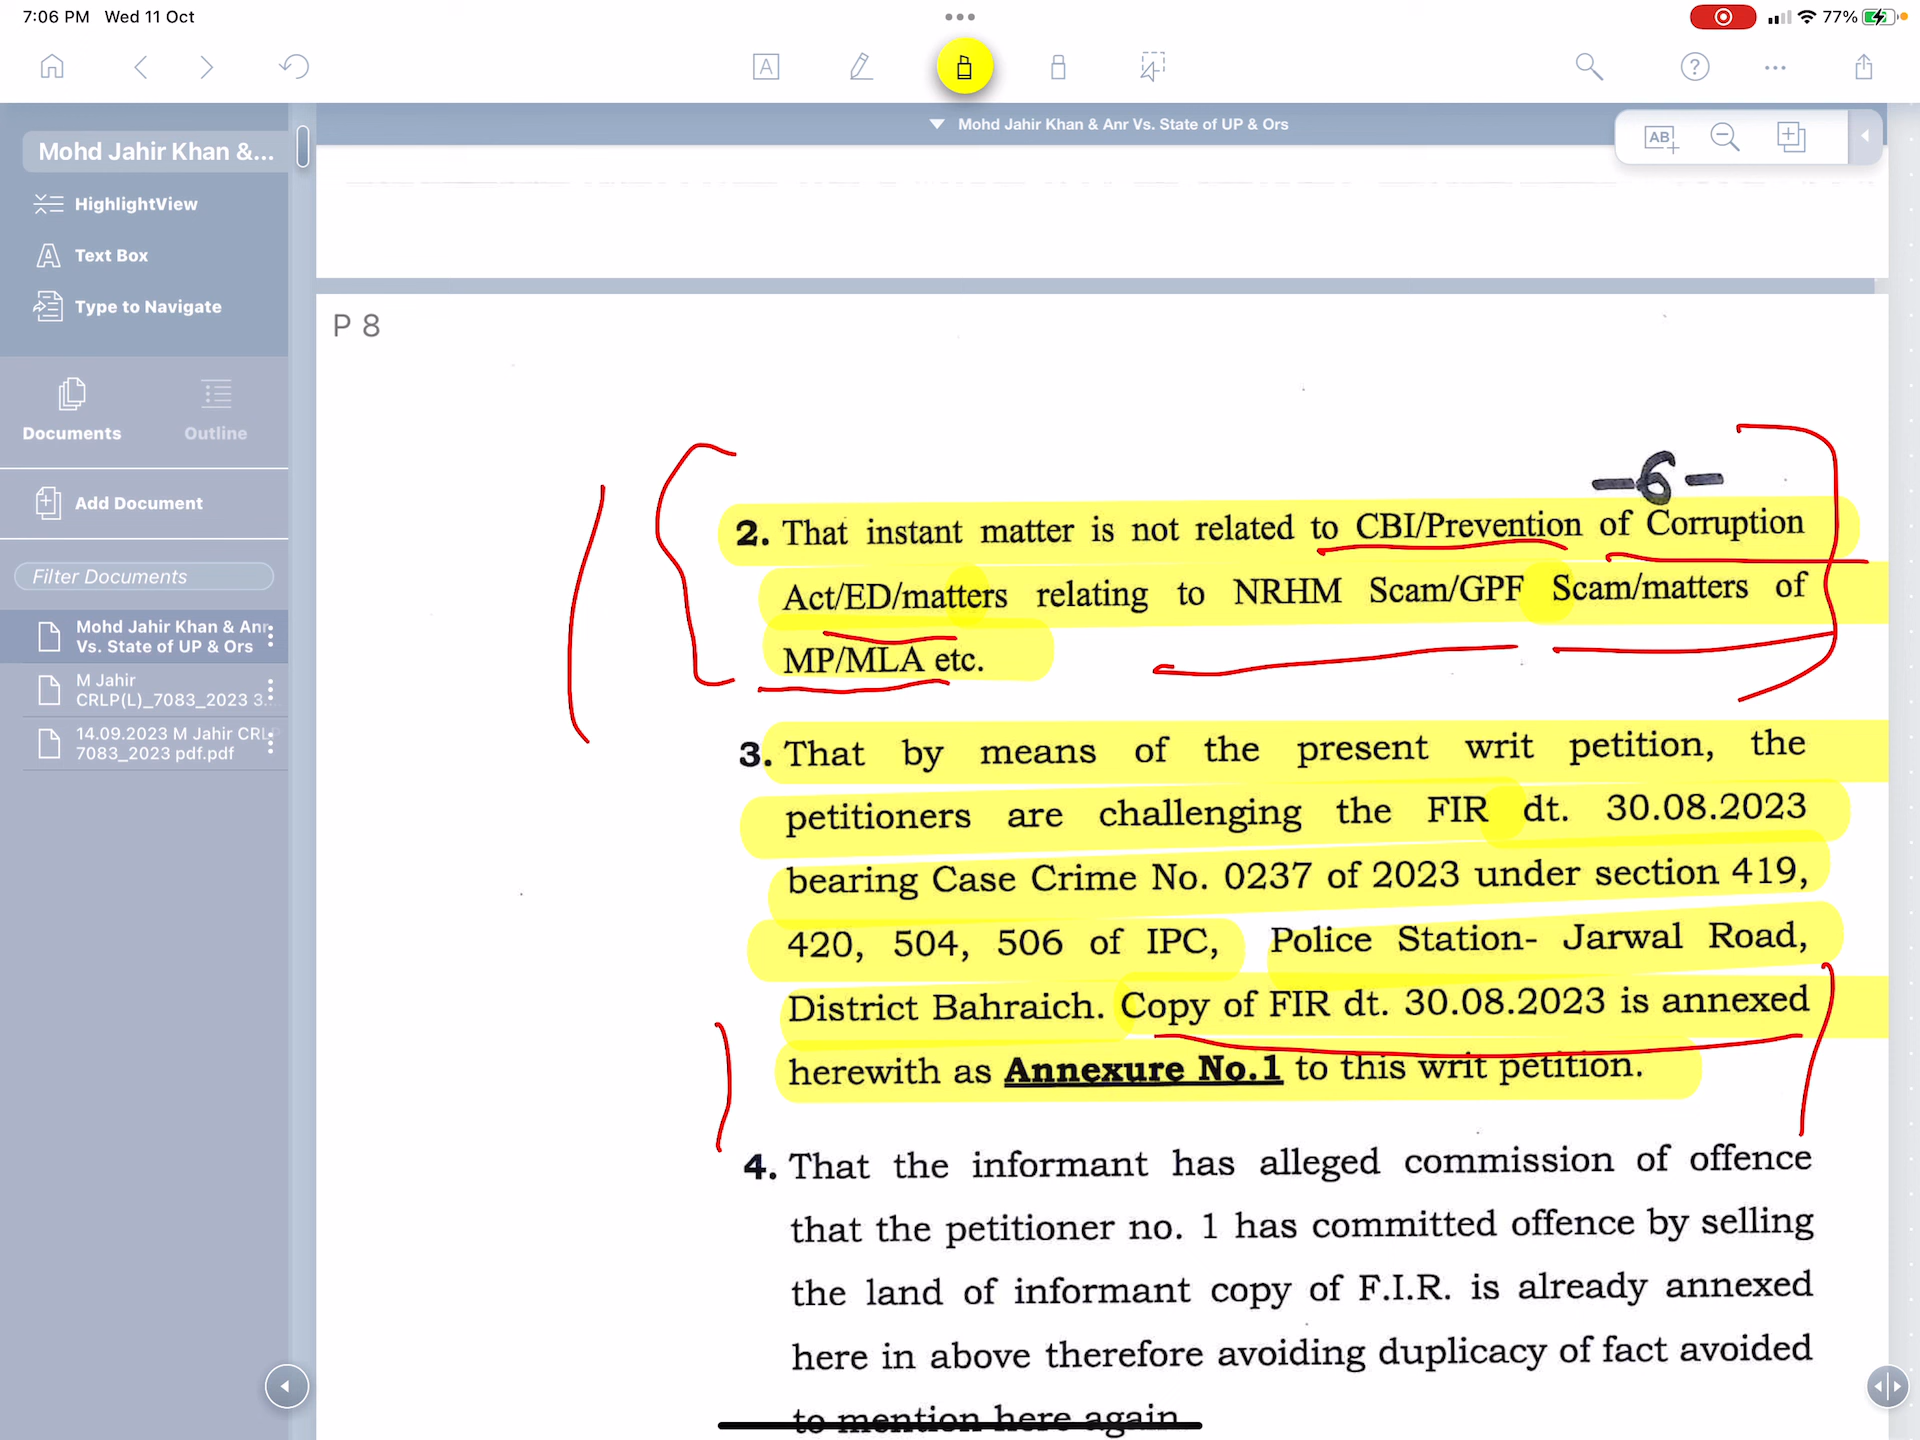 7:06 PM Wed 11 Oct
77%
A
?
Mohd Jahir Khan &...
Mohd Jahir Khan & Anr Vs. State of UP & Ors
AB
HighlightView
Text Box
Type to Navigate
Documents
Outline
Add Document
Filter Documents
Mohd Jahir Khan & Anr
Vs. State of UP & Ors
M Jahir
CRLP(L)_7083_2023 3...
14.09.2023 M Jahir CRLP
7083_2023 pdf.pdf
P 8
-6-
2. That instant matter is not related to CBI/Prevention of Corruption
Act/ED/matters relating to NRHM Scam/GPF Scam/matters of
MP/MLA etc.
3. That by means of the present writ petition, the
petitioners are challenging the FIR dt. 30.08.2023
bearing Case Crime No. 0237 of 2023 under section 419,
420, 504, 506 of IPC, Police Station- Jarwal Road,
District Bahraich. Copy of FIR dt. 30.08.2023 is annexed
herewith as Annexure No.1 to this writ petition.
4. That the informant has alleged commission of offence
that the petitioner no. 1 has committed offence by selling
the land of informant copy of F.I.R. is already annexed
here in above therefore avoiding duplicacy of fact avoided
to mention here again.